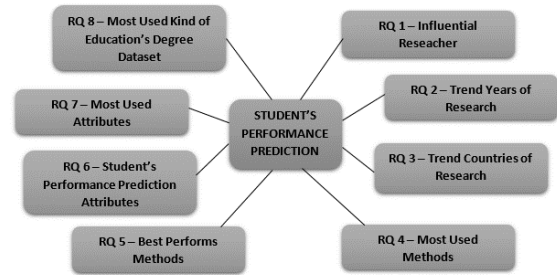 RQ 8 – Most Used Kind of
Education's Degree
Dataset
RQ 1 – Influential
Reseacher
RQ 7 – Most Used
Attributes
STUDENT'S
PERFORMANCE
PREDICTION
RQ 2 – Trend Years of
Research
RQ 6 – Student's
Performance Prediction
Attributes
RQ 3 – Trend Countries of
Research
RQ 5 – Best Performs
Methods
RQ 4 – Most Used
Methods